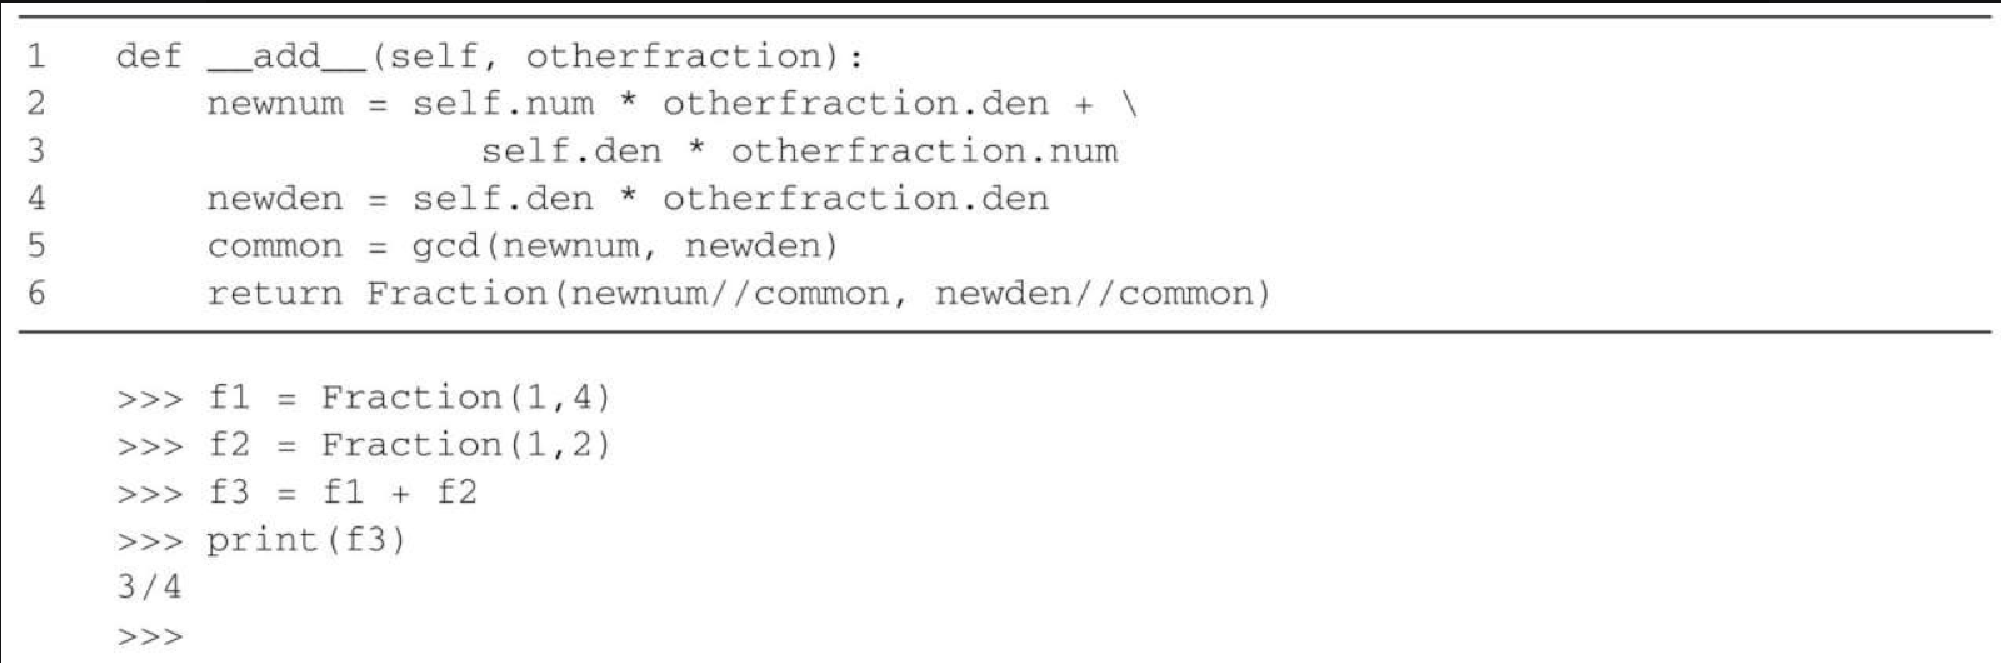 1 def __add__(self, otherfraction):
2 newnum = self.num * otherfraction.den + \
3 self.den * otherfraction.num
4 newden = self.den * otherfraction.den
5 common = gcd(newnum, newden)
6 return Fraction(newnum//common, newden//common)
>>> f1 = Fraction(1,4)
>>> f2 = Fraction(1,2)
>>> f3 = f1 + f2
>>> print(f3)
3/4
>>>